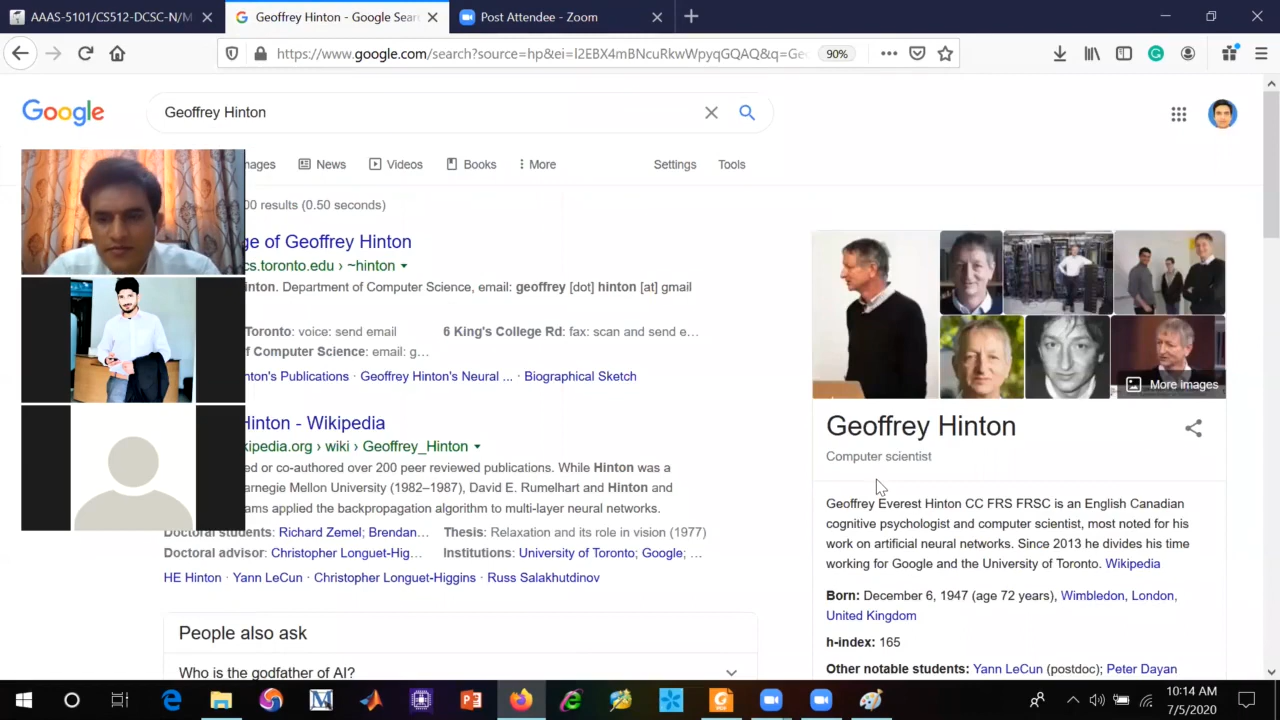 AAAS-5101/CS512-DCSC-N/M
Geoffrey Hinton - Google Sear
Post Attendee - Zoom
https://www.google.com/search?source=hp&ei=I2EBX4mBNcuRkwWpyqGQAQ&q=Ge
90%
Google
Geoffrey Hinton
ages
News
Videos
Books
More
Settings
Tools
00 results (0.50 seconds)
ge of Geoffrey Hinton
cs.toronto.edu › ~hinton
inton. Department of Computer Science, email: geoffrey [dot] hinton [at] gmail
Toronto: voice: send email
6 King's College Rd: fax: scan and send e…
of Computer Science: email: g…
nton's Publications · Geoffrey Hinton's Neural ... · Biographical Sketch
Hinton - Wikipedia
kipedia.org › wiki › Geoffrey_Hinton
ed or co-authored over 200 peer reviewed publications. While Hinton was a
arnegie Mellon University (1982–1987), David E. Rumelhart and Hinton and
ams applied the backpropagation algorithm to multi-layer neural networks.
Doctoral students: Richard Zemel; Brendan…
Thesis: Relaxation and its role in vision (1977)
Doctoral advisor: Christopher Longuet-Hig…
Institutions: University of Toronto; Google; …
HE Hinton · Yann LeCun · Christopher Longuet-Higgins · Russ Salakhutdinov
People also ask
Who is the godfather of AI?
More images
Geoffrey Hinton
Computer scientist
Geoffrey Everest Hinton CC FRS FRSC is an English Canadian
cognitive psychologist and computer scientist, most noted for his
work on artificial neural networks. Since 2013 he divides his time
working for Google and the University of Toronto. Wikipedia
Born: December 6, 1947 (age 72 years), Wimbledon, London,
United Kingdom
h-index: 165
Other notable students: Yann LeCun (postdoc); Peter Dayan
10:14 AM
7/5/2020